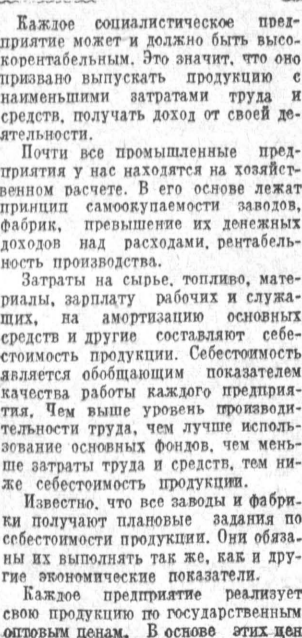 Каждое социалистическое пред-
приятие может и должно быть высо-
корентабельным. Это значит, что оно
призвано выпускать продукцию с
наименьшими затратами труда и
средств, получать доход от своей де-
ятельности.
Почти все промышленные пред-
приятия у нас находятся на хозяйст-
венном расчете. В его основе лежат
принцип самоокупаемости заводов,
фабрик, превышение их денежных
доходов над расходами, рентабель-
ность производства.
Затраты на сырье, топливо, мате-
риалы, зарплату рабочих и служа-
щих, на амортизацию основных
средств и другие составляют себе-
стоимость продукции. Себестоимость
является обобщающим показателем
качества работы каждого предприя-
тия. Чем выше уровень производи-
тельности труда, чем лучше исполь-
зование основных фондов, чем мень-
ше затраты труда и средств, тем ни-
же себестоимость продукции.
Известно, что все заводы и фабри-
ки получают плановые задания по
себестоимости продукции. Они обяза-
ны их выполнять так же, как и дру-
гие экономические показатели.
Каждое предприятие реализует
свою продукцию по государственным
оптовым ценам. В основе этих цен